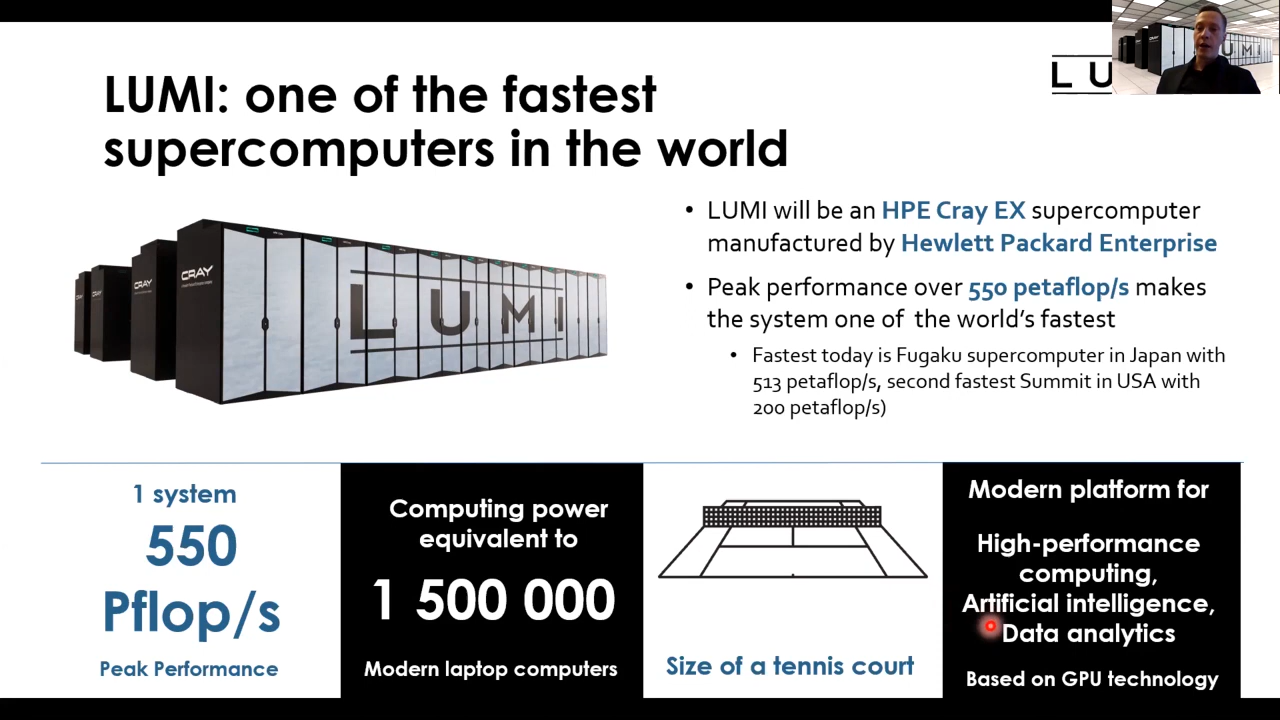 LUMI: one of the fastest
supercomputers in the world
L U
L U M I
CRAY
CRAY
CRAY
L U M I
• LUMI will be an HPE Cray EX supercomputer
manufactured by Hewlett Packard Enterprise
• Peak performance over 550 petaflop/s makes
the system one of the world's fastest
• Fastest today is Fugaku supercomputer in Japan with
513 petaflop/s, second fastest Summit in USA with
200 petaflop/s)
1 system
550
Pflop/s
Peak Performance
Computing power
equivalent to
1 500 000
Modern laptop computers
Size of a tennis court
Modern platform for
High-performance
computing,
Artificial intelligence,
Data analytics
Based on GPU technology